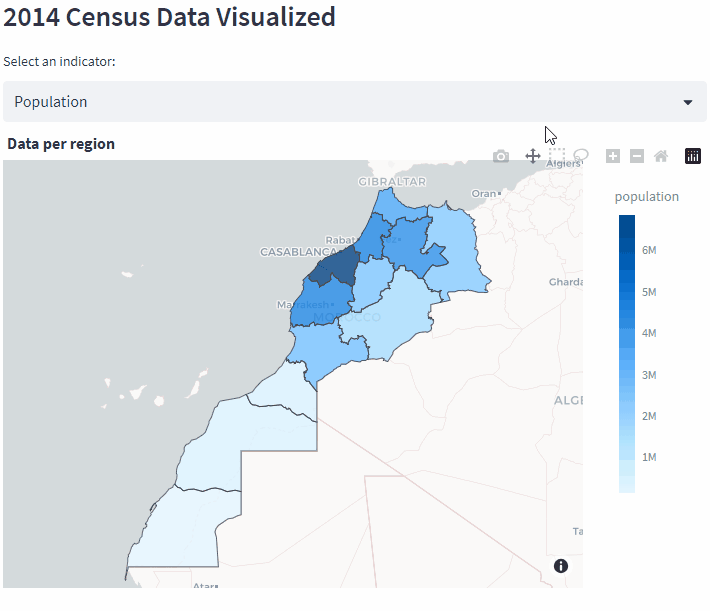 2014 Census Data Visualized
Select an indicator:
Population
Data per region
Algiers
GIBRALTAR
Oran
population
Rabat
CASABLANCA
6M
Gharda
5M
Marrakesh
MOROCCO
4M
3M
ALGE
2M
1M
Ta
Atar